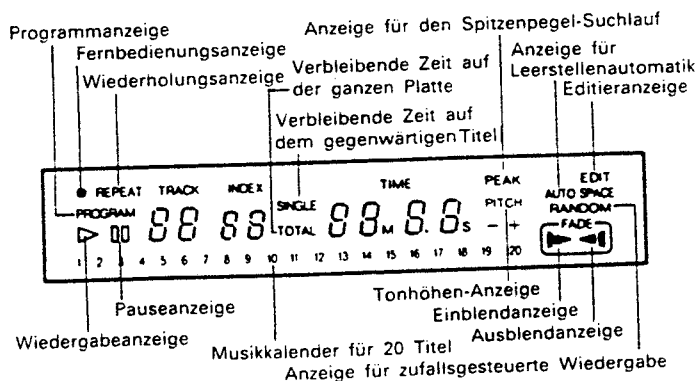 Programmanzeige
Fernbedienungsanzeige
Wiederholungsanzeige
Anzeige für den Spitzenpegel-Suchlauf
Verbleibende Zeit auf
der ganzen Platte
Verbleibende Zeit auf
dem gegenwärtigen Titel
Anzeige für
Leerstellenautomatik
Editieranzeige
REPEAT TRACK INDEX TIME PEAK EDIT
PROGRAM SINGLE PITCH AUTO SPACE
RANDOM
88 88 TOTAL 88M 8.8S - + FADE
1 2 3 4 5 6 7 8 9 10 11 12 13 14 15 16 17 18 19 20
Wiedergabeanzeige
Pauseanzeige
Musikkalender für 20 Titel
Tonhöhen-Anzeige
Einblendanzeige
Ausblendanzeige
Anzeige für zufallsgesteuerte Wiedergabe